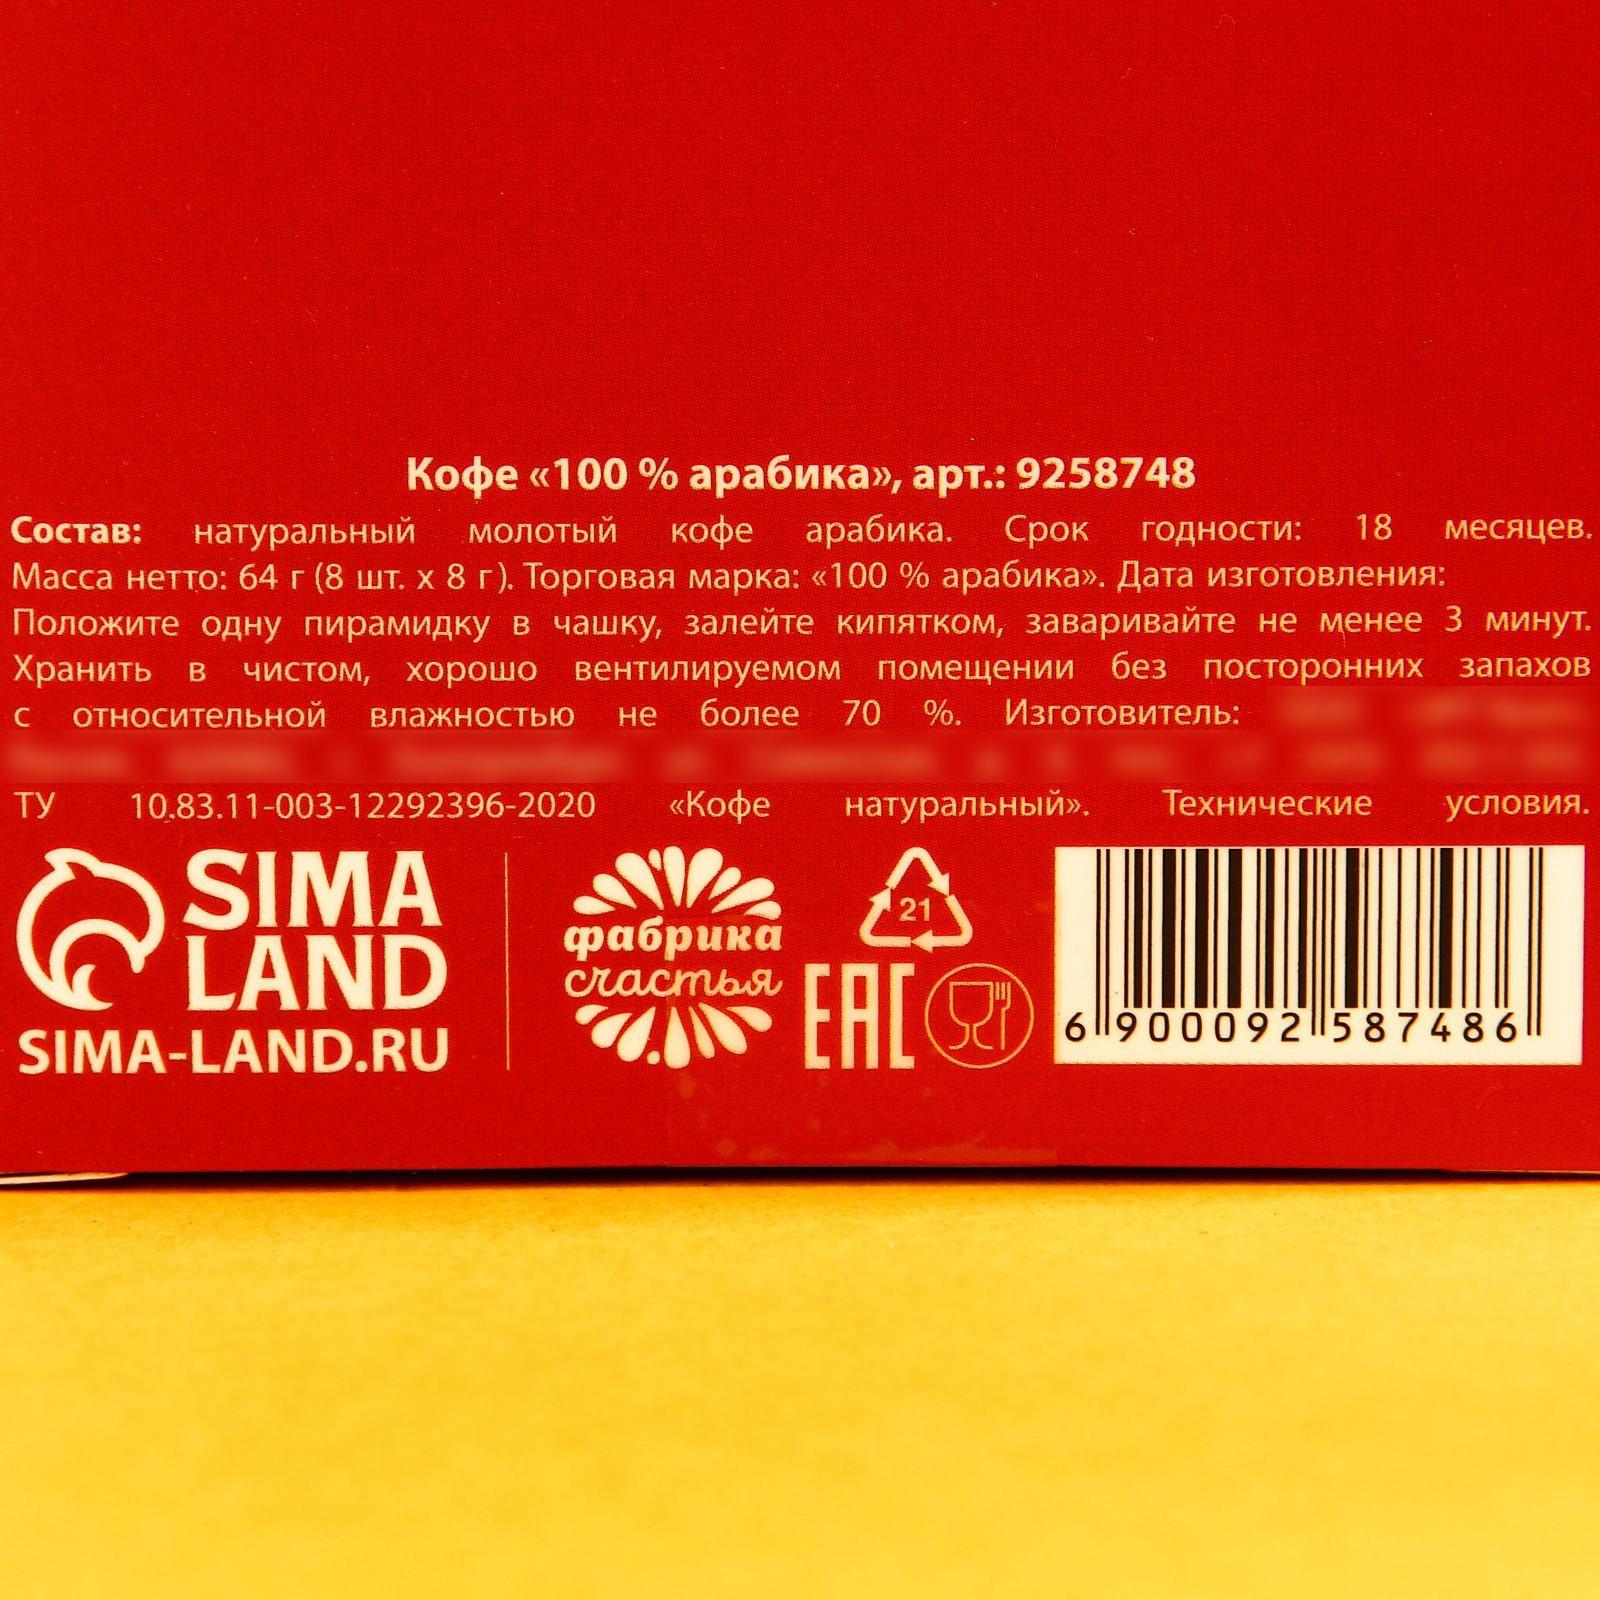 Кофе «100 % арабика», арт.: 9258748
Состав: натуральный молотый кофе арабика. Срок годности: 18 месяцев.
Масса нетто: 64 г (8 шт. х 8 г). Торговая марка: «100 % арабика». Дата изготовления:
Положите одну пирамидку в чашку, залейте кипятком, заваривайте не менее 3 минут.
Хранить в чистом, хорошо вентилируемом помещении без посторонних запахов
с относительной влажностью не более 70 %. Изготовитель:
ТУ 10.83.11-003-12292396-2020 «Кофе натуральный». Технические условия.
SIMA
LAND
SIMA-LAND.RU
фабрика
счастья
21
EAC
6 900092 587486